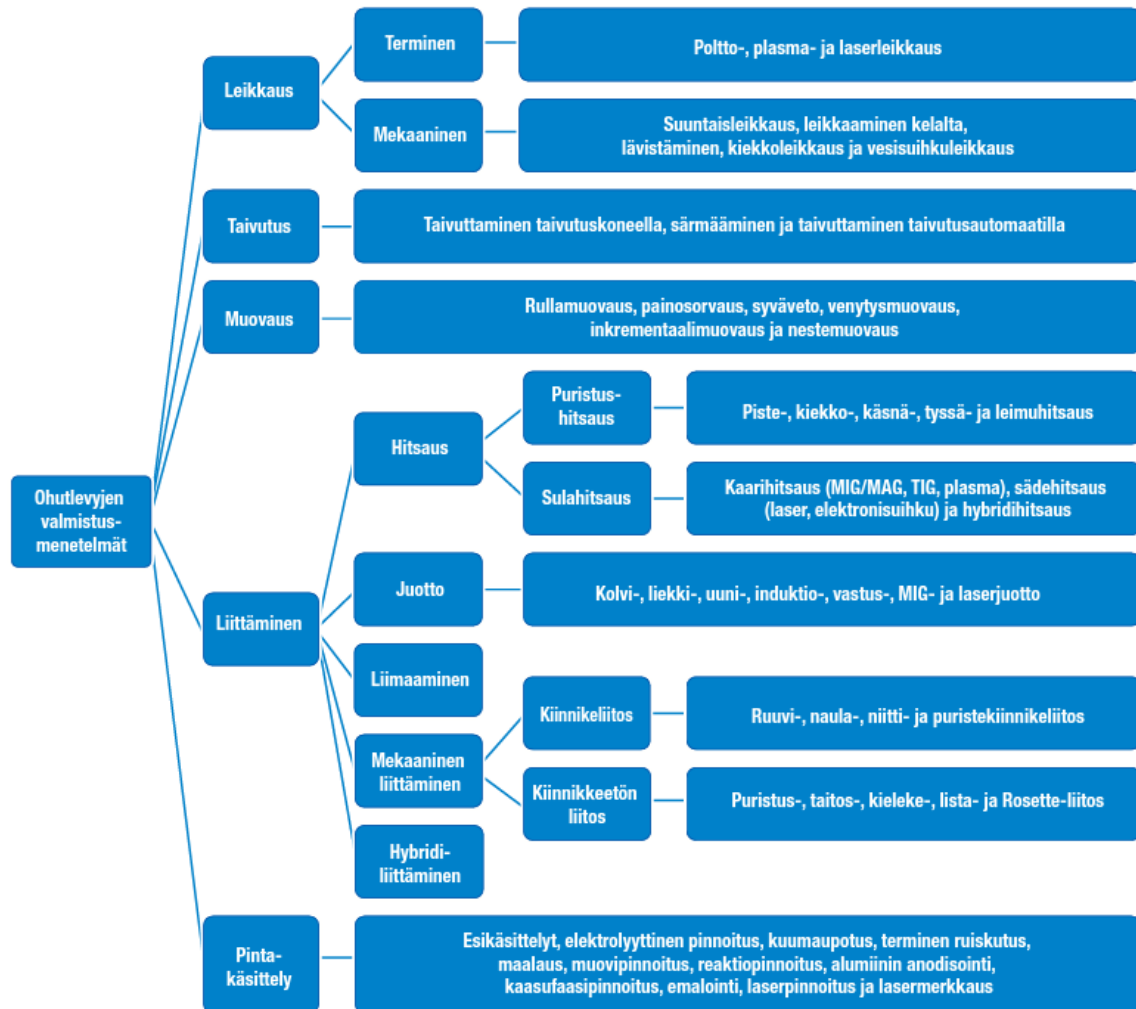 Terminen
Poltto-, plasma- ja laserleikkaus
Leikkaus
Mekaaninen
Suuntaisleikkaus, leikkaaminen kelalta,
lävistäminen, kiekkoleikkaus ja vesisuihkuleikkaus
Taivutus
Taivuttaminen taivutuskoneella, särmääminen ja taivuttaminen taivutusautomaatilla
Muovaus
Rullamuovaus, painosorvaus, syväveto, venytysmuovaus,
inkrementaalimuovaus ja nestemuovaus
Puristus-
hitsaus
Piste-, kiekko-, käsnä-, tyssä- ja leimuhitsaus
Hitsaus
Sulahitsaus
Kaarihitsaus (MIG/MAG, TIG, plasma), sädehitsaus
(laser, elektronisuihku) ja hybridihitsaus
Ohutlevyjen
valmistus-
menetelmät
Juotto
Kolvi-, liekki-, uuni-, induktio-, vastus-, MIG- ja laserjuotto
Liittäminen
Liimaaminen
Kiinnikeliitos
Ruuvi-, naula-, niitti- ja puristekiinnikeliitos
Mekaaninen
liittäminen
Kiinnikkeetön
liitos
Puristus-, taitos-, kieleke-, lista- ja Rosette-liitos
Hybridi-
liittäminen
Pinta-
käsittely
Esikäsittelyt, elektrolyyttinen pinnoitus, kuumaupotus, terminen ruiskutus,
maalaus, muovipinnoitus, reaktiopinnoitus, alumiinin anodisointi,
kaasufaasipinnoitus, emalointi, laserpinnoitus ja lasermerkkaus